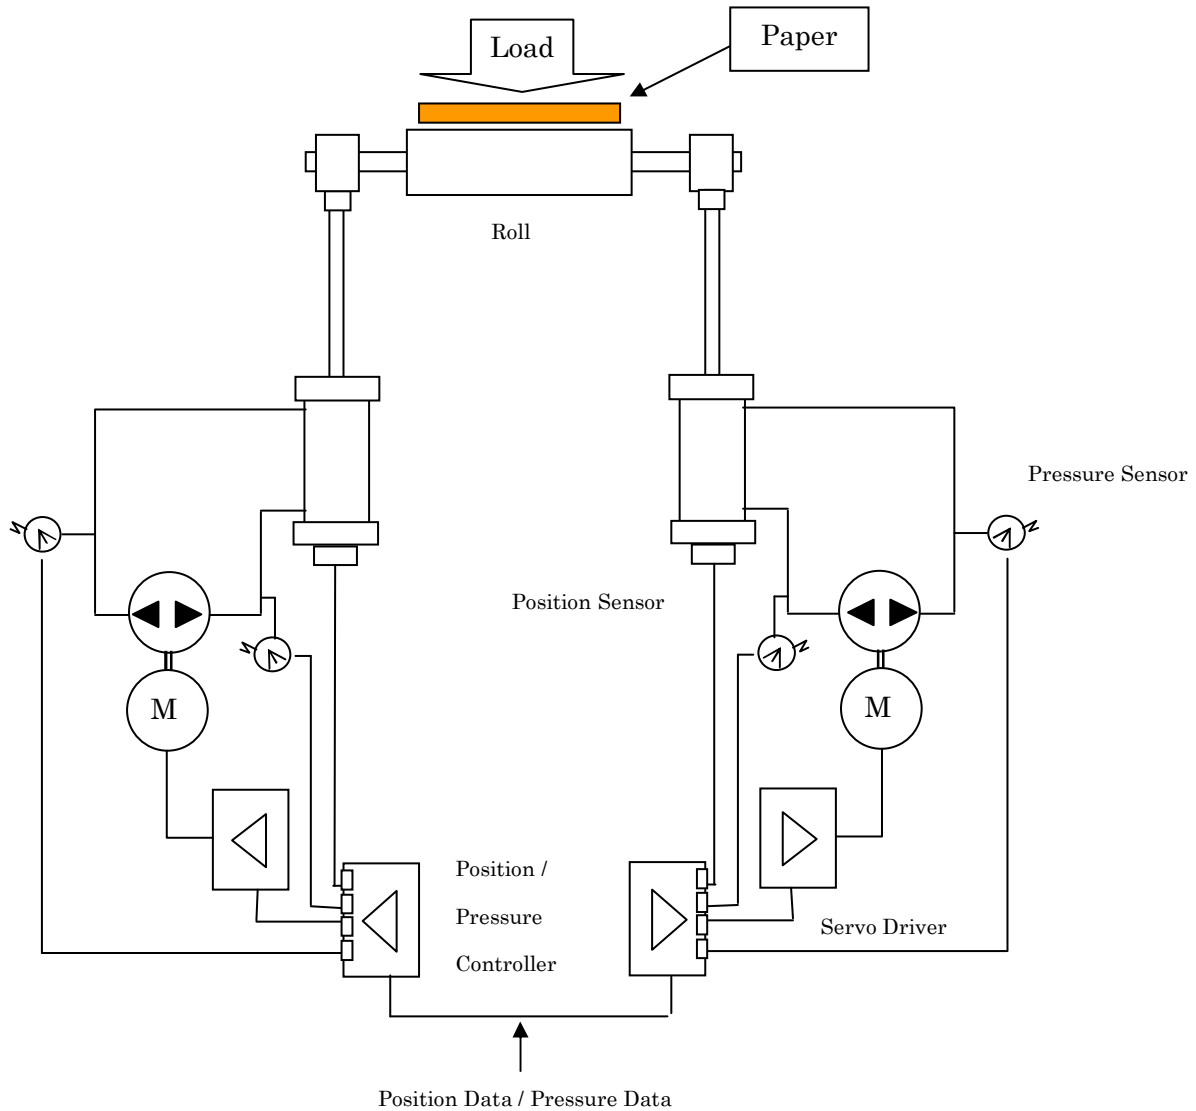 Load
Paper
Roll
Pressure Sensor
Position Sensor
M
M
Position /
Pressure
Controller
Servo Driver
Position Data / Pressure Data